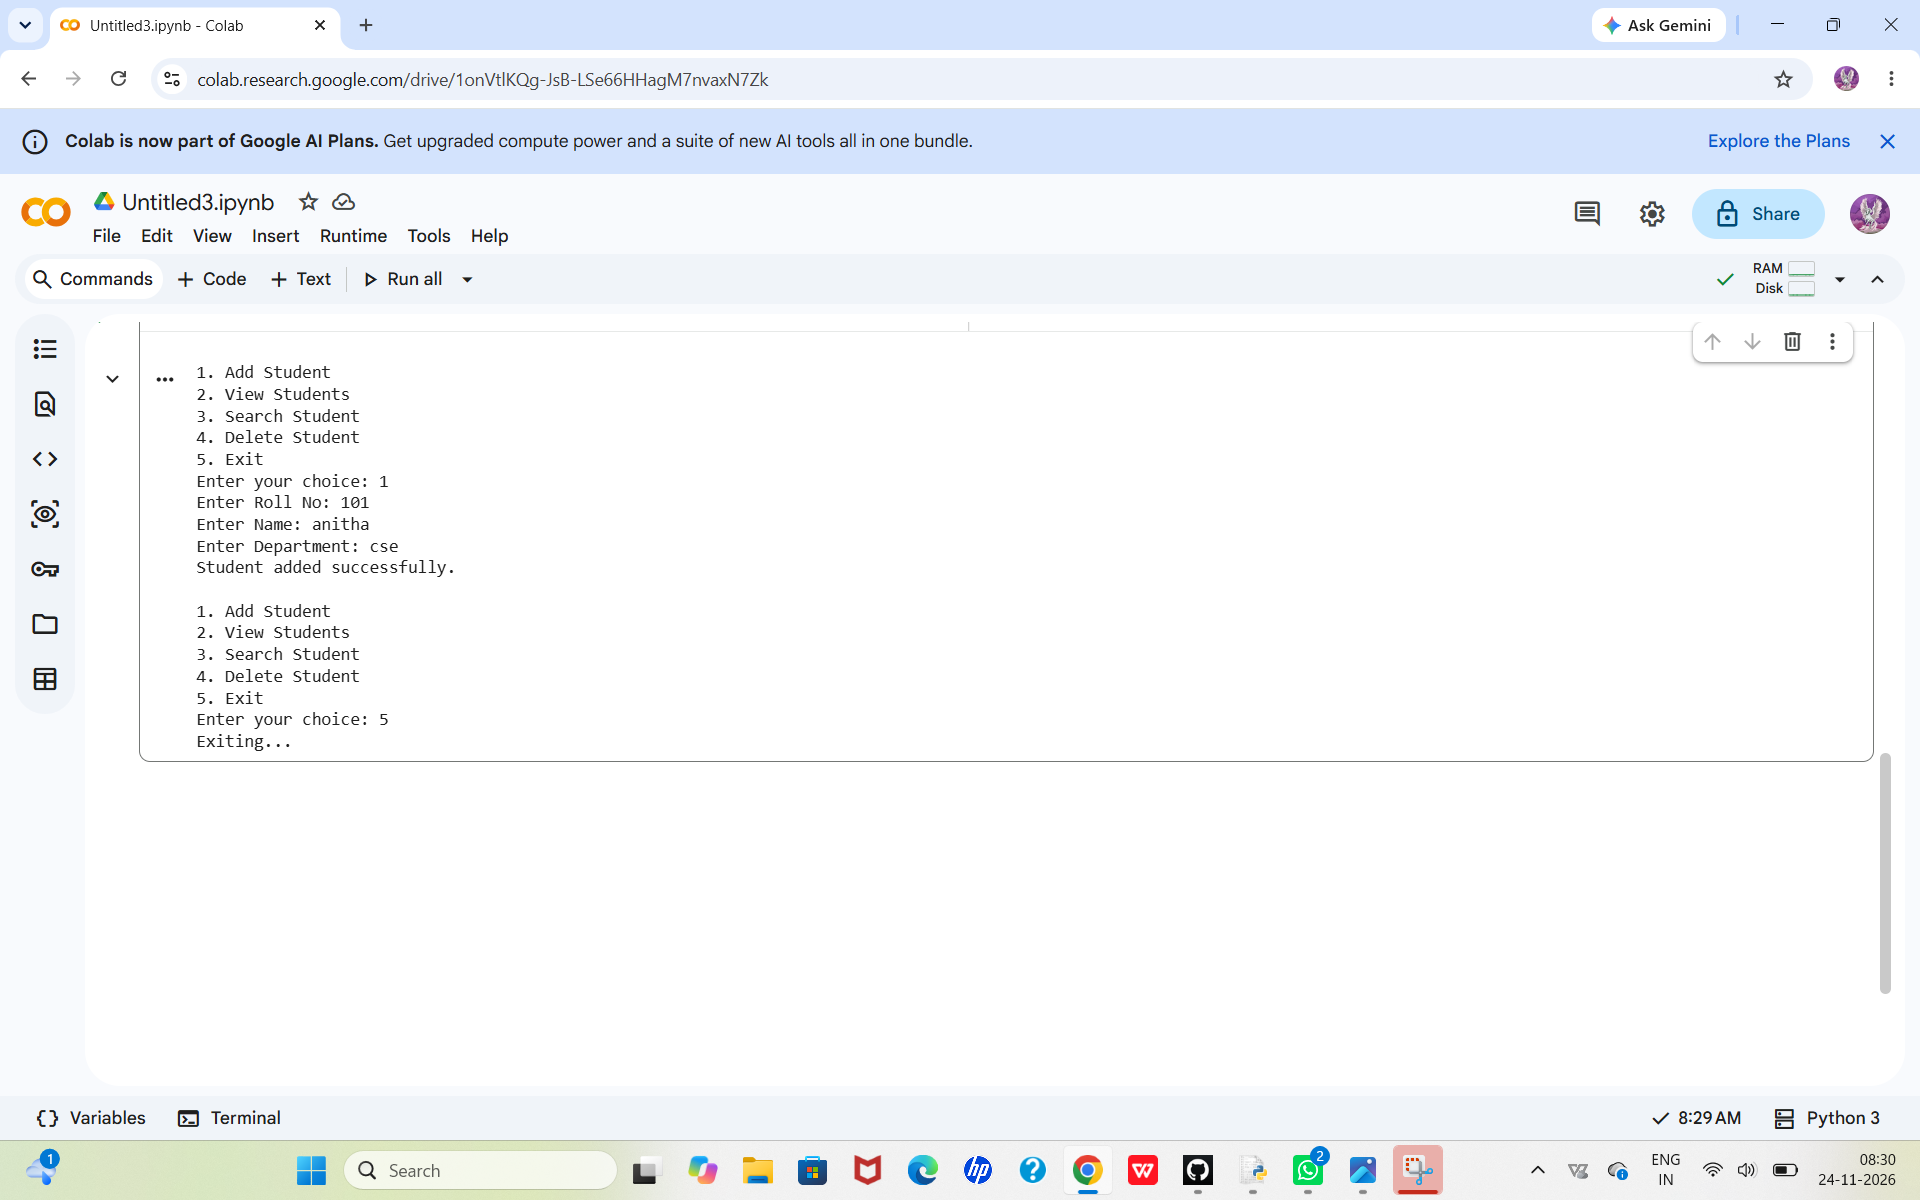 Untitled3.ipynb - Colab
Ask Gemini
colab.research.google.com/drive/1onVtlKQg-JsB-LSe66HHagM7nvaxN7Zk
Colab is now part of Google AI Plans. Get upgraded compute power and a suite of new AI tools all in one bundle.
Explore the Plans
Untitled3.ipynb
Share
File Edit View Insert Runtime Tools Help
Commands + Code + Text Run all
RAM
Disk
1. Add Student
2. View Students
3. Search Student
4. Delete Student
5. Exit
Enter your choice: 1
Enter Roll No: 101
Enter Name: anitha
Enter Department: cse
Student added successfully.
1. Add Student
2. View Students
3. Search Student
4. Delete Student
5. Exit
Enter your choice: 5
Exiting...
Variables Terminal
8:29 AM Python 3
1
Search
hp
W
2
ENG
IN
08:30
24-11-2026